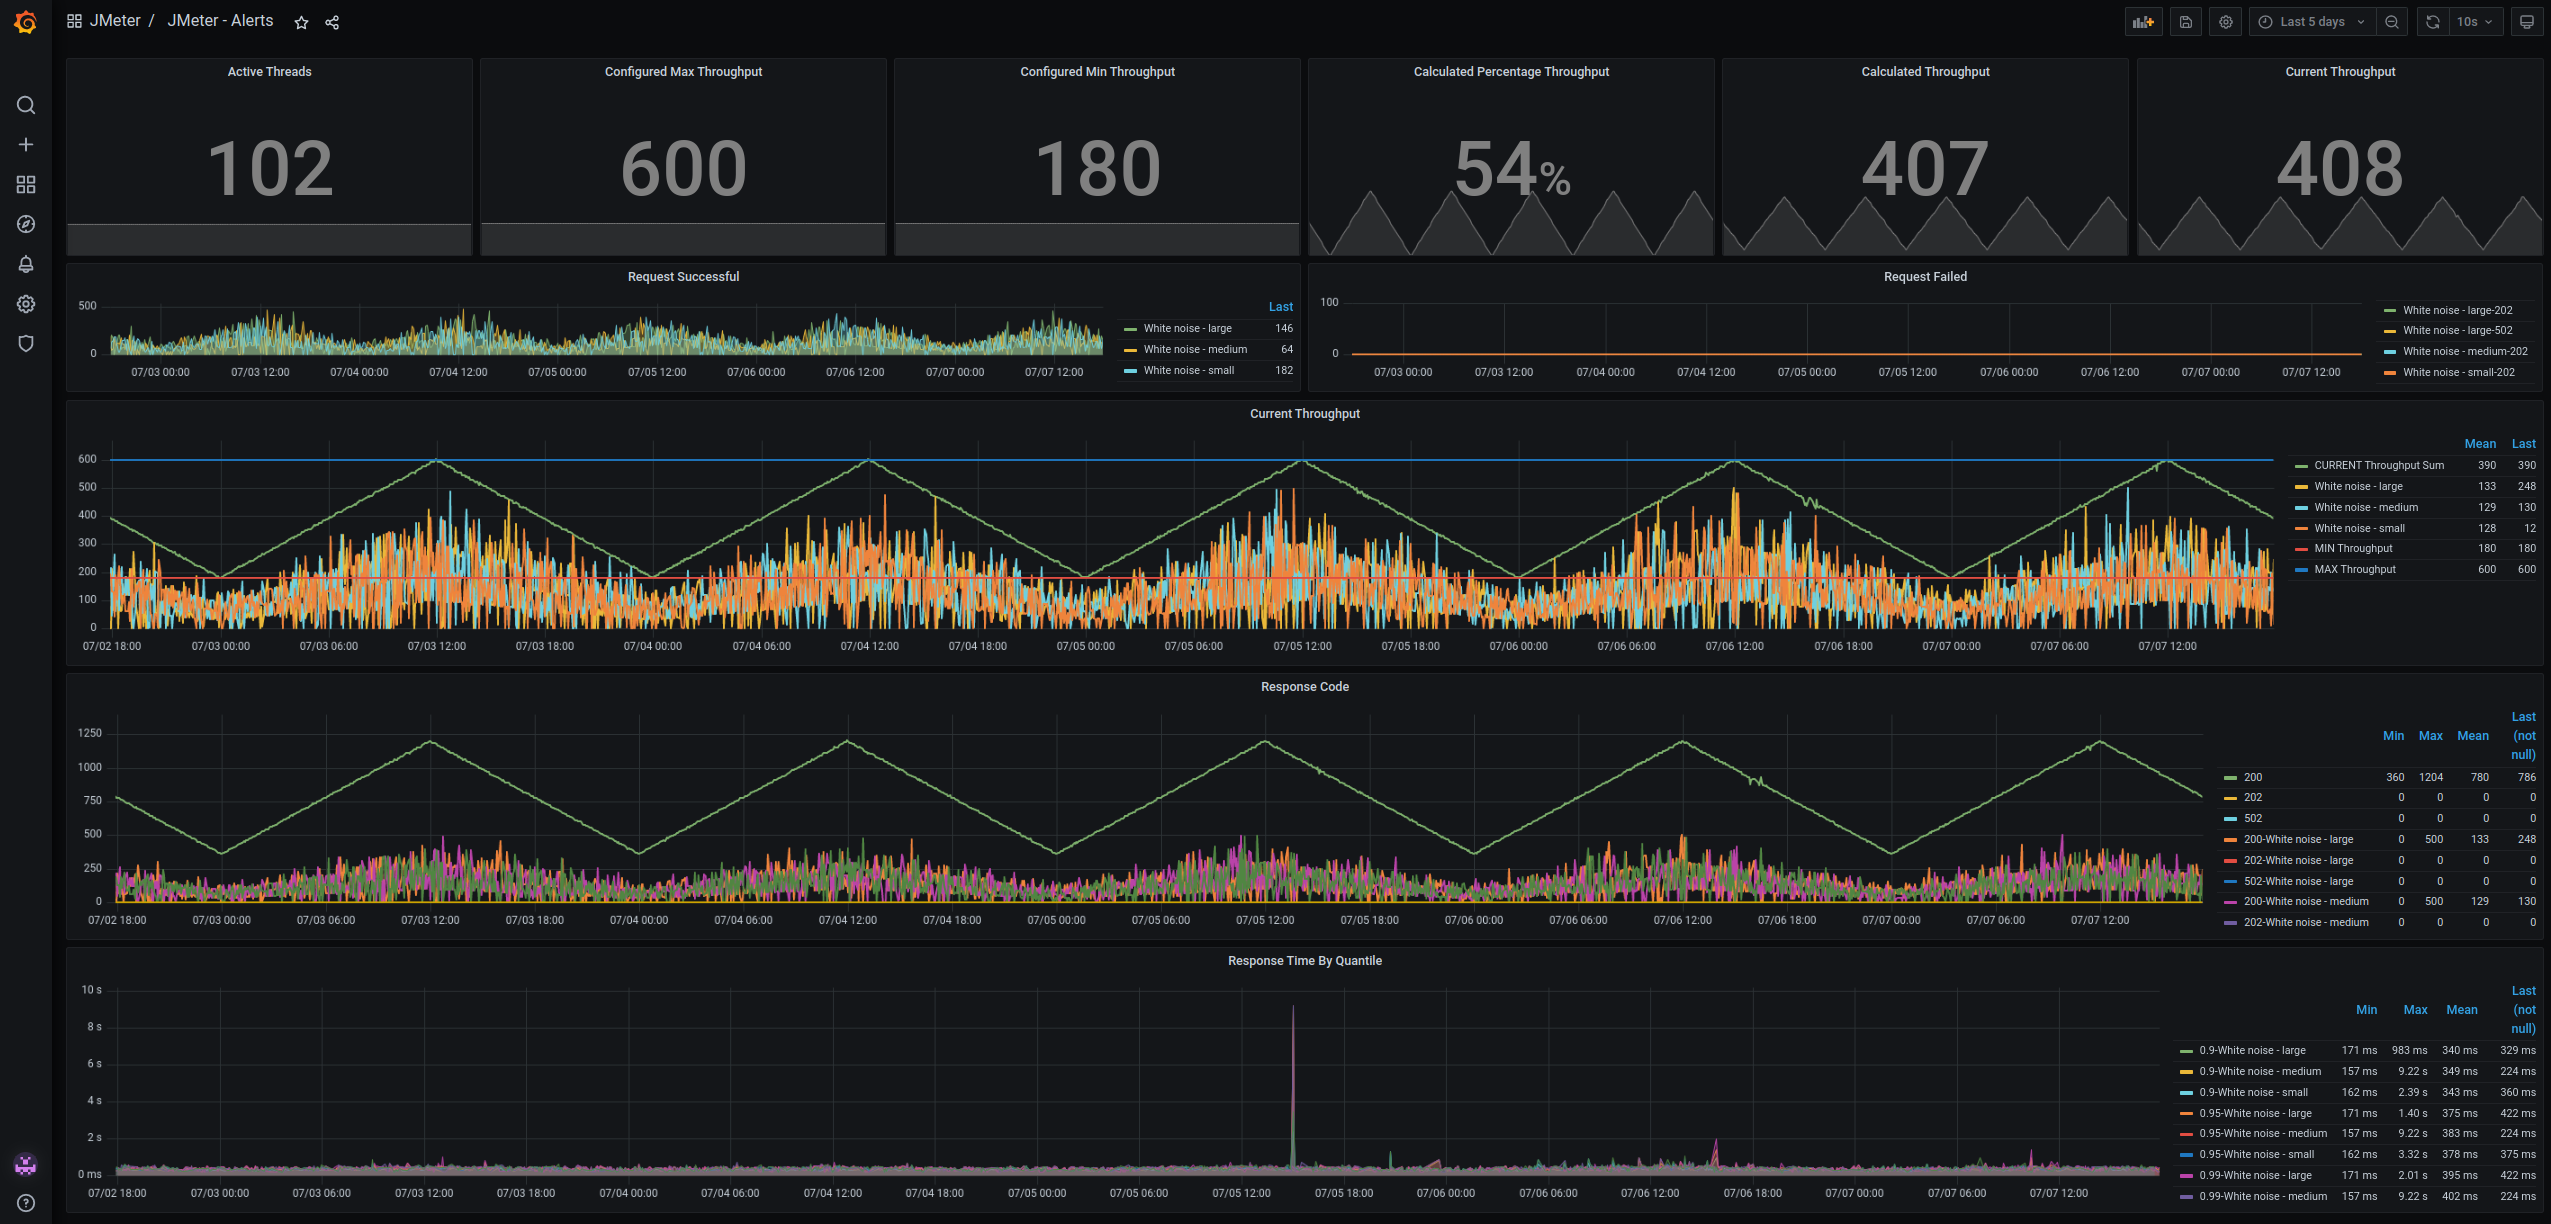 JMeter / JMeter - Alerts
Last 5 days
10s
Active Threads
102
Configured Max Throughput
600
Configured Min Throughput
180
Calculated Percentage Throughput
54%
Calculated Throughput
407
Current Throughput
408
Request Successful
500
0
07/03 00:00 07/03 12:00 07/04 00:00 07/04 12:00 07/05 00:00 07/05 12:00 07/06 00:00 07/06 12:00 07/07 00:00 07/07 12:00
Last
White noise - large 146
White noise - medium 64
White noise - small 182
Request Failed
100
0
07/03 00:00 07/03 12:00 07/04 00:00 07/04 12:00 07/05 00:00 07/05 12:00 07/06 00:00 07/06 12:00 07/07 00:00 07/07 12:00
White noise - large-202
White noise - large-502
White noise - medium-202
White noise - small-202
Current Throughput
600
500
400
300
200
100
0
07/02 18:00 07/03 00:00 07/03 06:00 07/03 12:00 07/03 18:00 07/04 00:00 07/04 06:00 07/04 12:00 07/04 18:00 07/05 00:00 07/05 06:00 07/05 12:00 07/05 18:00 07/06 00:00 07/06 06:00 07/06 12:00 07/06 18:00 07/07 00:00 07/07 06:00 07/07 12:00
Mean Last
CURRENT Throughput Sum 390 390
White noise - large 133 248
White noise - medium 129 130
White noise - small 128 12
MIN Throughput 180 180
MAX Throughput 600 600
Response Code
1250
1000
750
500
250
0
07/02 18:00 07/03 00:00 07/03 06:00 07/03 12:00 07/03 18:00 07/04 00:00 07/04 06:00 07/04 12:00 07/04 18:00 07/05 00:00 07/05 06:00 07/05 12:00 07/05 18:00 07/06 00:00 07/06 06:00 07/06 12:00 07/06 18:00 07/07 00:00 07/07 06:00 07/07 12:00
Min Max Mean Last (not null)
200 360 1204 780 786
202 0 0 0 0
502 0 0 0 0
200-White noise - large 0 500 133 248
202-White noise - large 0 0 0 0
502-White noise - large 0 0 0 0
200-White noise - medium 0 500 129 130
202-White noise - medium 0 0 0 0
Response Time By Quantile
10 s
8 s
6 s
4 s
2 s
0 ms
07/02 18:00 07/03 00:00 07/03 06:00 07/03 12:00 07/03 18:00 07/04 00:00 07/04 06:00 07/04 12:00 07/04 18:00 07/05 00:00 07/05 06:00 07/05 12:00 07/05 18:00 07/06 00:00 07/06 06:00 07/06 12:00 07/06 18:00 07/07 00:00 07/07 06:00 07/07 12:00
Min Max Mean Last (not null)
0.9-White noise - large 171 ms 983 ms 340 ms 329 ms
0.9-White noise - medium 157 ms 9.22 s 349 ms 224 ms
0.9-White noise - small 162 ms 2.39 s 343 ms 360 ms
0.95-White noise - large 171 ms 1.40 s 375 ms 422 ms
0.95-White noise - medium 157 ms 9.22 s 383 ms 224 ms
0.95-White noise - small 162 ms 3.32 s 378 ms 375 ms
0.99-White noise - large 171 ms 2.01 s 395 ms 422 ms
0.99-White noise - medium 157 ms 9.22 s 402 ms 224 ms